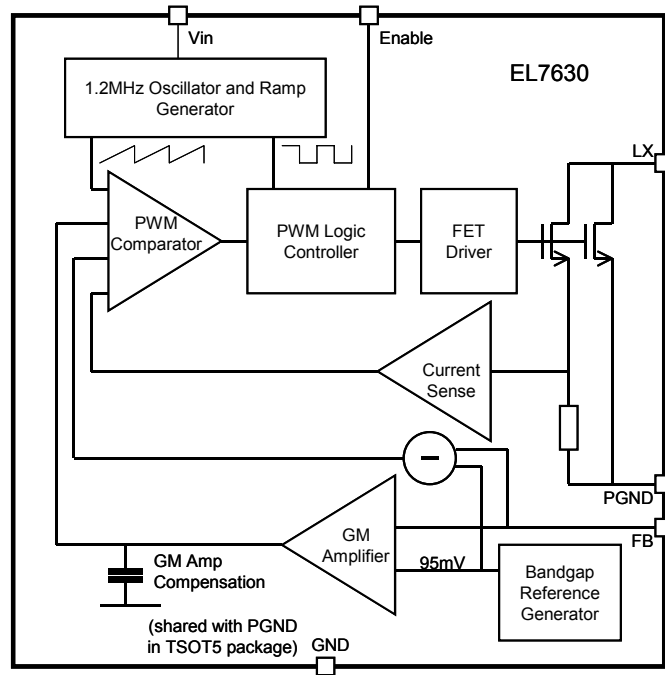 Vin
Enable
EL7630
1.2MHz Oscillator and Ramp
Generator
LX
PWM
Comparator
PWM Logic
Controller
FET
Driver
Current
Sense
–
PGND
GM
Amplifier
FB
95mV
GM Amp
Compensation
Bandgap
Reference
Generator
(shared with PGND
in TSOT5 package)
GND